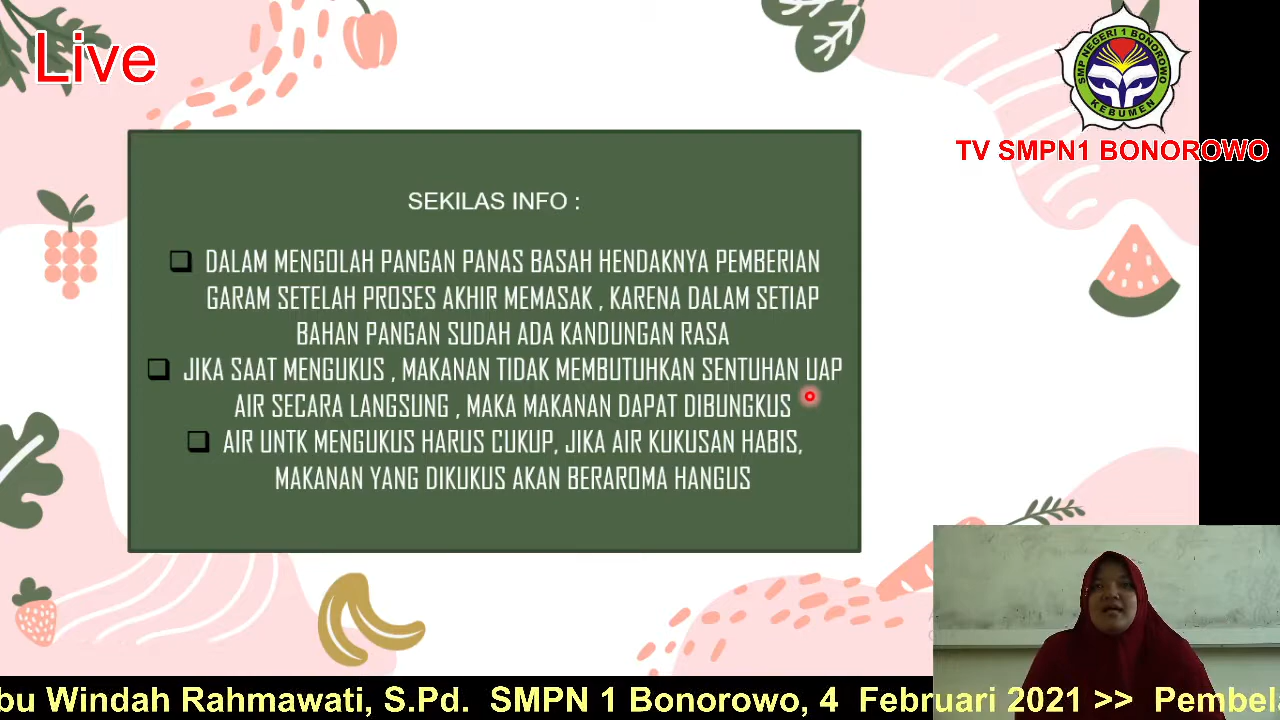 Live
SMP NEGERI 1 BONOROWO
KEBUMEN
TV SMPN1 BONOROWO
SEKILAS INFO :
DALAM MENGOLAH PANGAN PANAS BASAH HENDAKNYA PEMBERIAN
GARAM SETELAH PROSES AKHIR MEMASAK , KARENA DALAM SETIAP
BAHAN PANGAN SUDAH ADA KANDUNGAN RASA
JIKA SAAT MENGUKUS , MAKANAN TIDAK MEMBUTUHKAN SENTUHAN UAP
AIR SECARA LANGSUNG , MAKA MAKANAN DAPAT DIBUNGKUS
AIR UNTK MENGUKUS HARUS CUKUP, JIKA AIR KUKUSAN HABIS,
MAKANAN YANG DIKUKUS AKAN BERAROMA HANGUS
bu Windah Rahmawati, S.Pd. SMPN 1 Bonorowo, 4 Februari 2021 >> Pembela